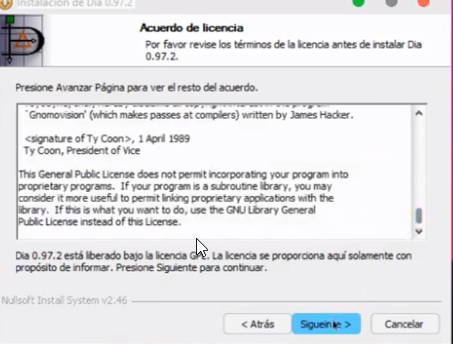 Instalación de Dia 0.97.2
Acuerdo de licencia
Por favor revise los términos de la licencia antes de instalar Dia
0.97.2.
Presione Avanzar Página para ver el resto del acuerdo.
`Gnomovision' (which makes passes at compilers) written by James Hacker.
<signature of Ty Coon>, 1 April 1989
Ty Coon, President of Vice
This General Public License does not permit incorporating your program into
proprietary programs. If your program is a subroutine library, you may
consider it more useful to permit linking proprietary applications with the
library. If this is what you want to do, use the GNU Library General
Public License instead of this License.
Dia 0.97.2 está liberado bajo la licencia GPL. La licencia se proporciona aquí solamente con
propósito de informar. Presione Siguiente para continuar.
Nullsoft Install System v2.46
< Atrás
Sigueinte >
Cancelar